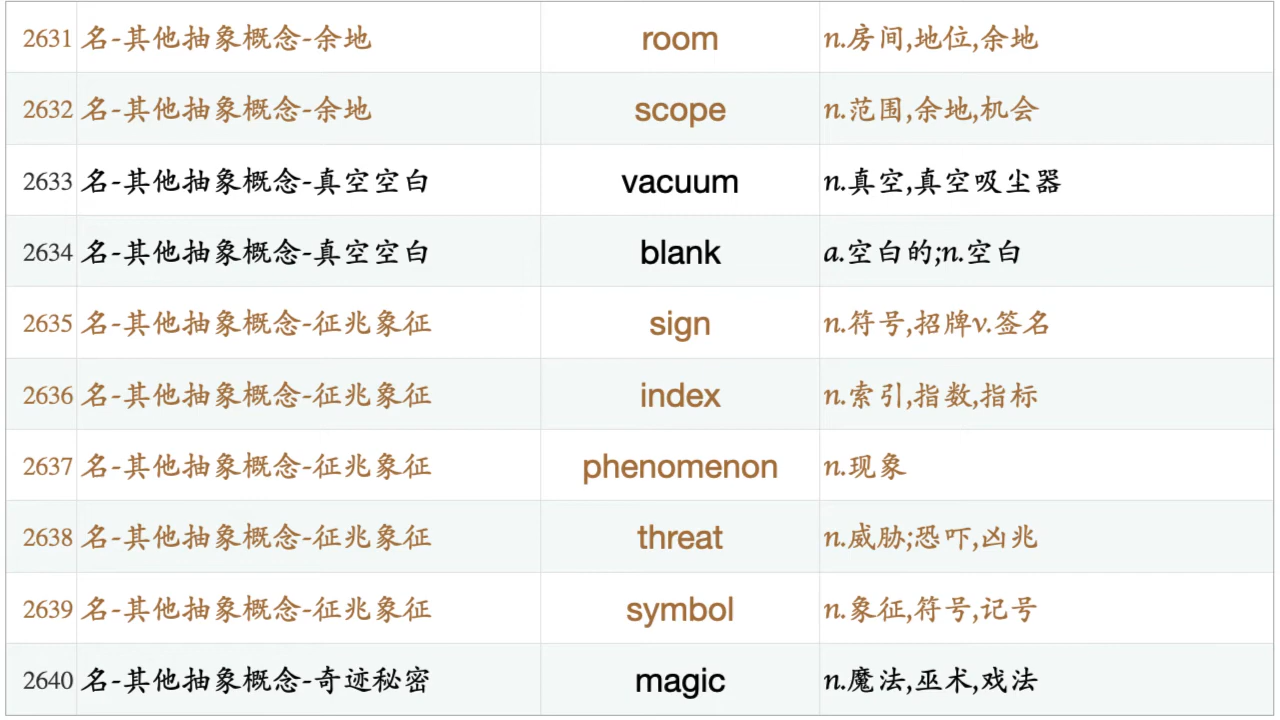 2631 名-其他抽象概念-余地 room n.房间,地位,余地
2632 名-其他抽象概念-余地 scope n.范围,余地,机会
2633 名-其他抽象概念-真空空白 vacuum n.真空,真空吸尘器
2634 名-其他抽象概念-真空空白 blank a.空白的;n.空白
2635 名-其他抽象概念-征兆象征 sign n.符号,招牌v.签名
2636 名-其他抽象概念-征兆象征 index n.索引,指数,指标
2637 名-其他抽象概念-征兆象征 phenomenon n.现象
2638 名-其他抽象概念-征兆象征 threat n.威胁;恐吓,凶兆
2639 名-其他抽象概念-征兆象征 symbol n.象征,符号,记号
2640 名-其他抽象概念-奇迹秘密 magic n.魔法,巫术,戏法